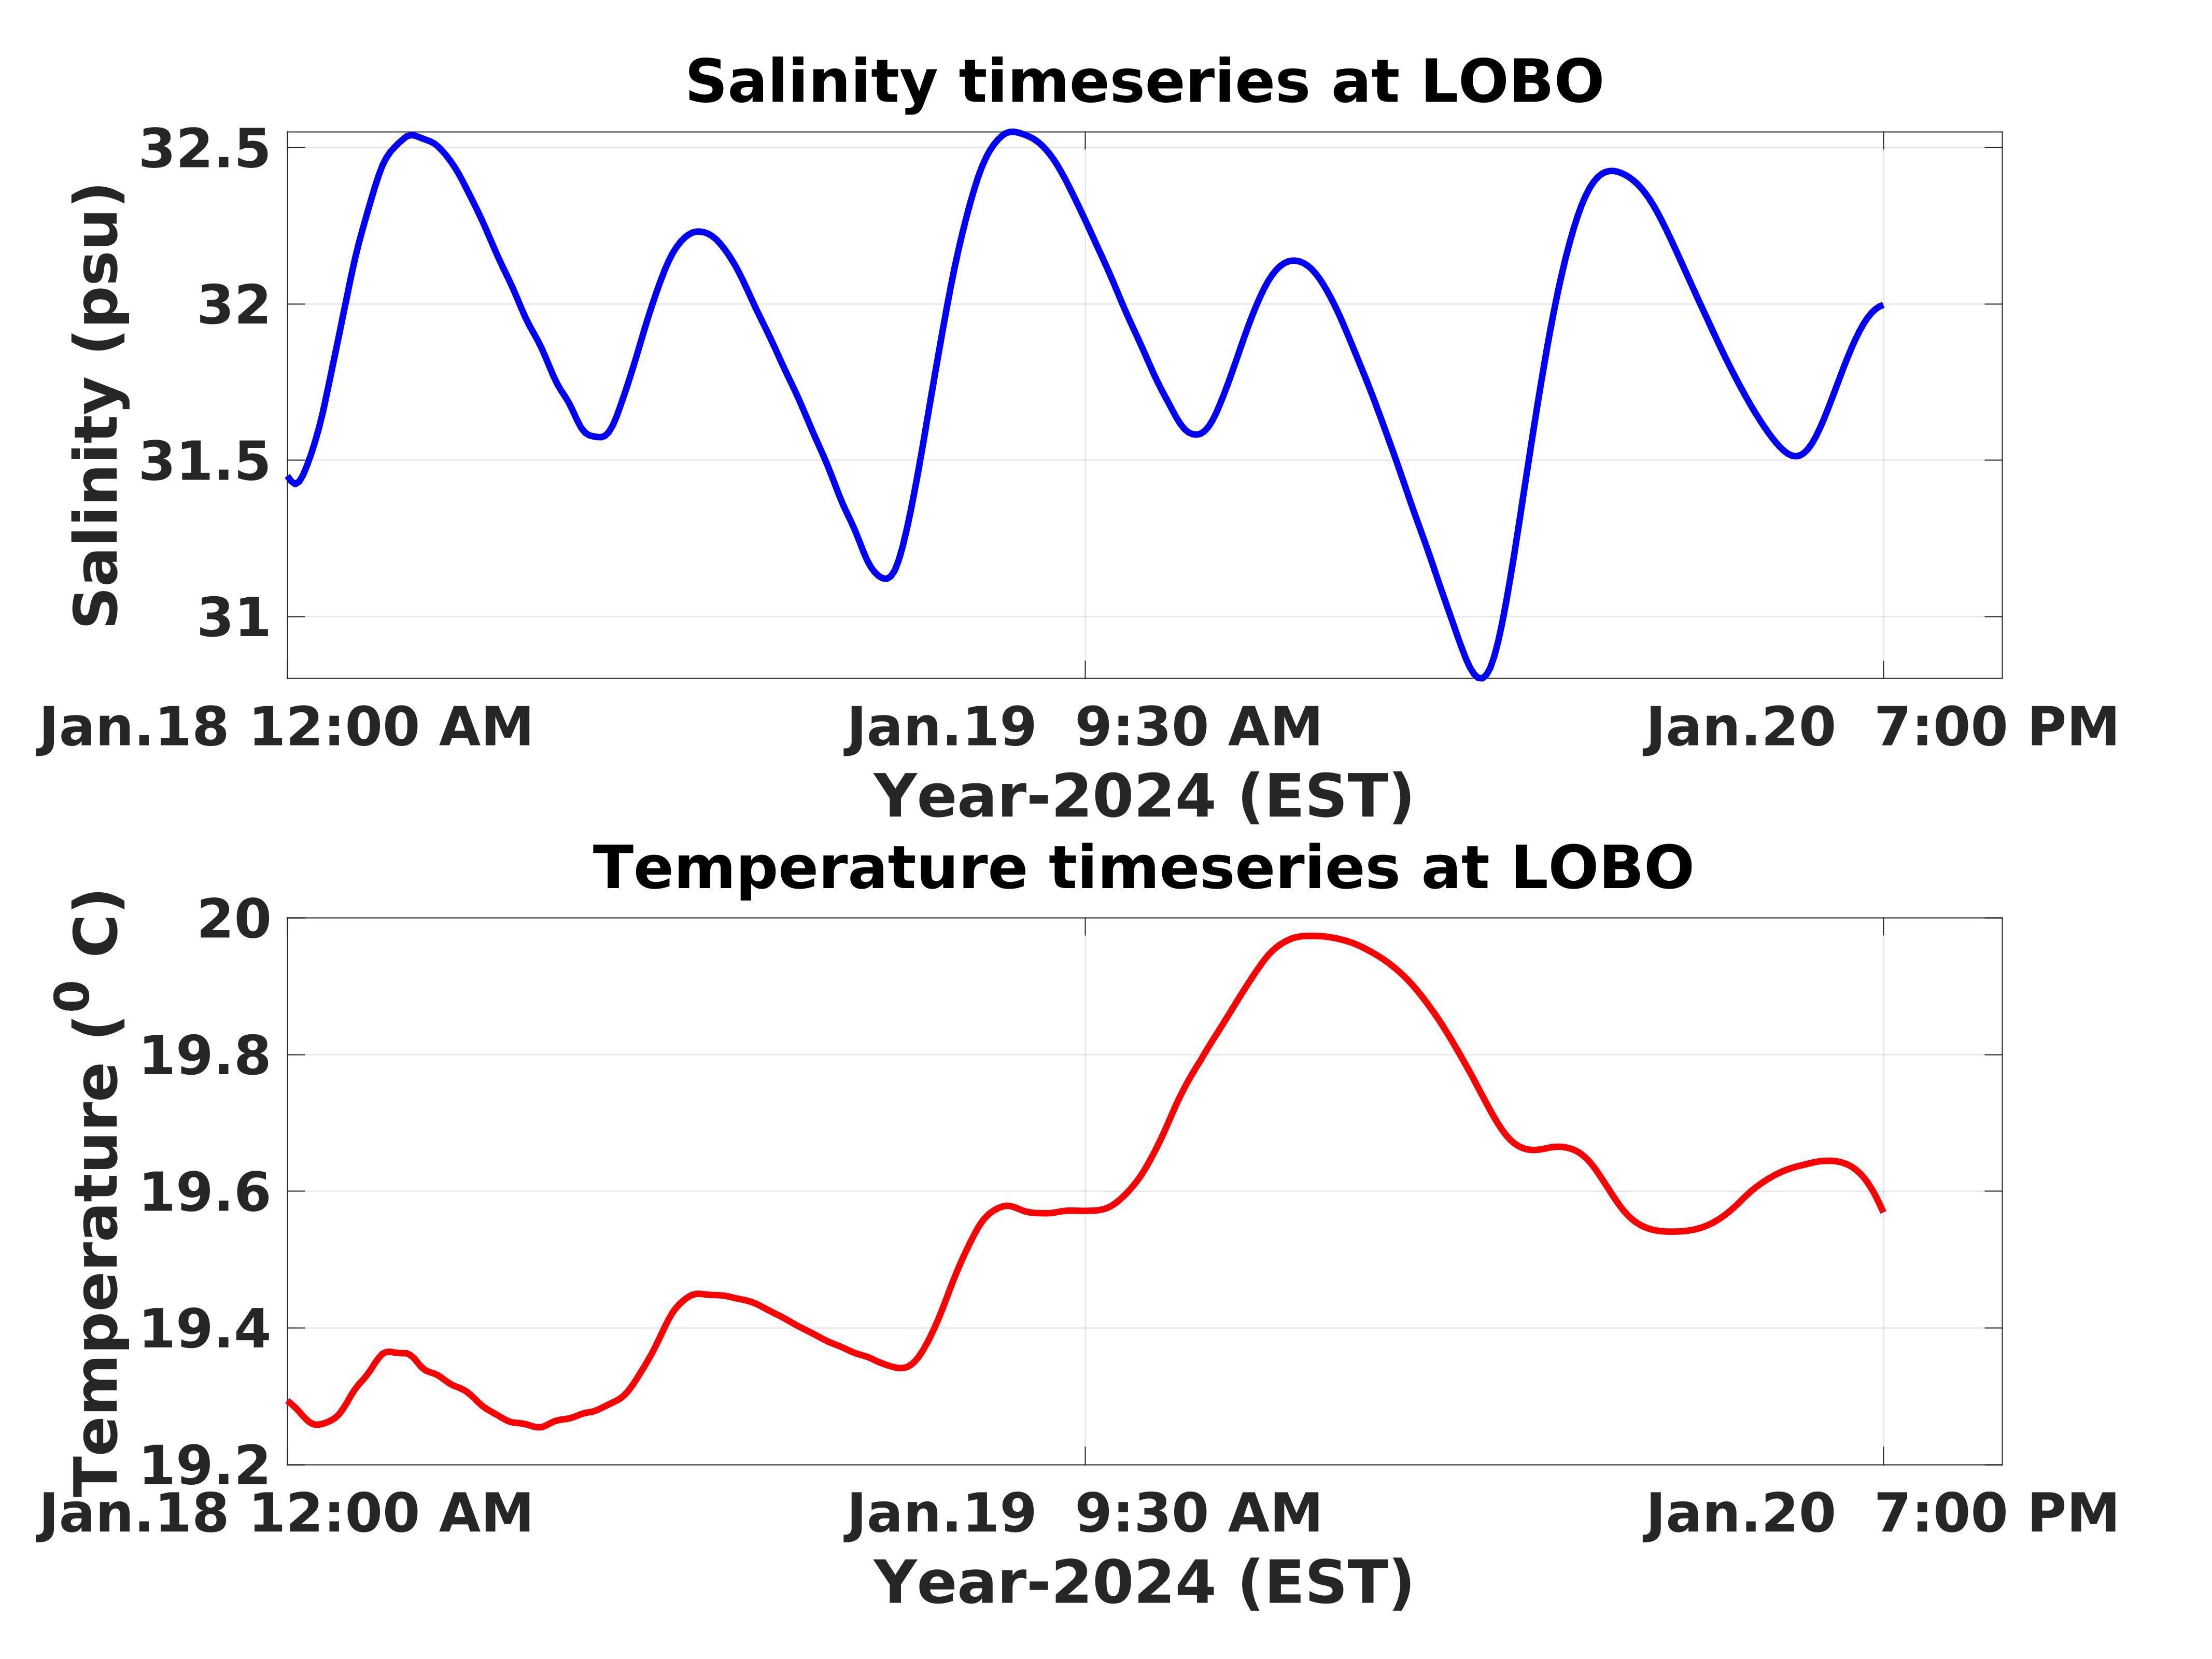 Salinity timeseries at LOBO
Salinity (psu)
32.5
32
31.5
31
Jan.18 12:00 AM Jan.19 9:30 AM Jan.20 7:00 PM
Year-2024 (EST)
Temperature timeseries at LOBO
Temperature (⁰ C)
20
19.8
19.6
19.4
19.2
Jan.18 12:00 AM Jan.19 9:30 AM Jan.20 7:00 PM
Year-2024 (EST)